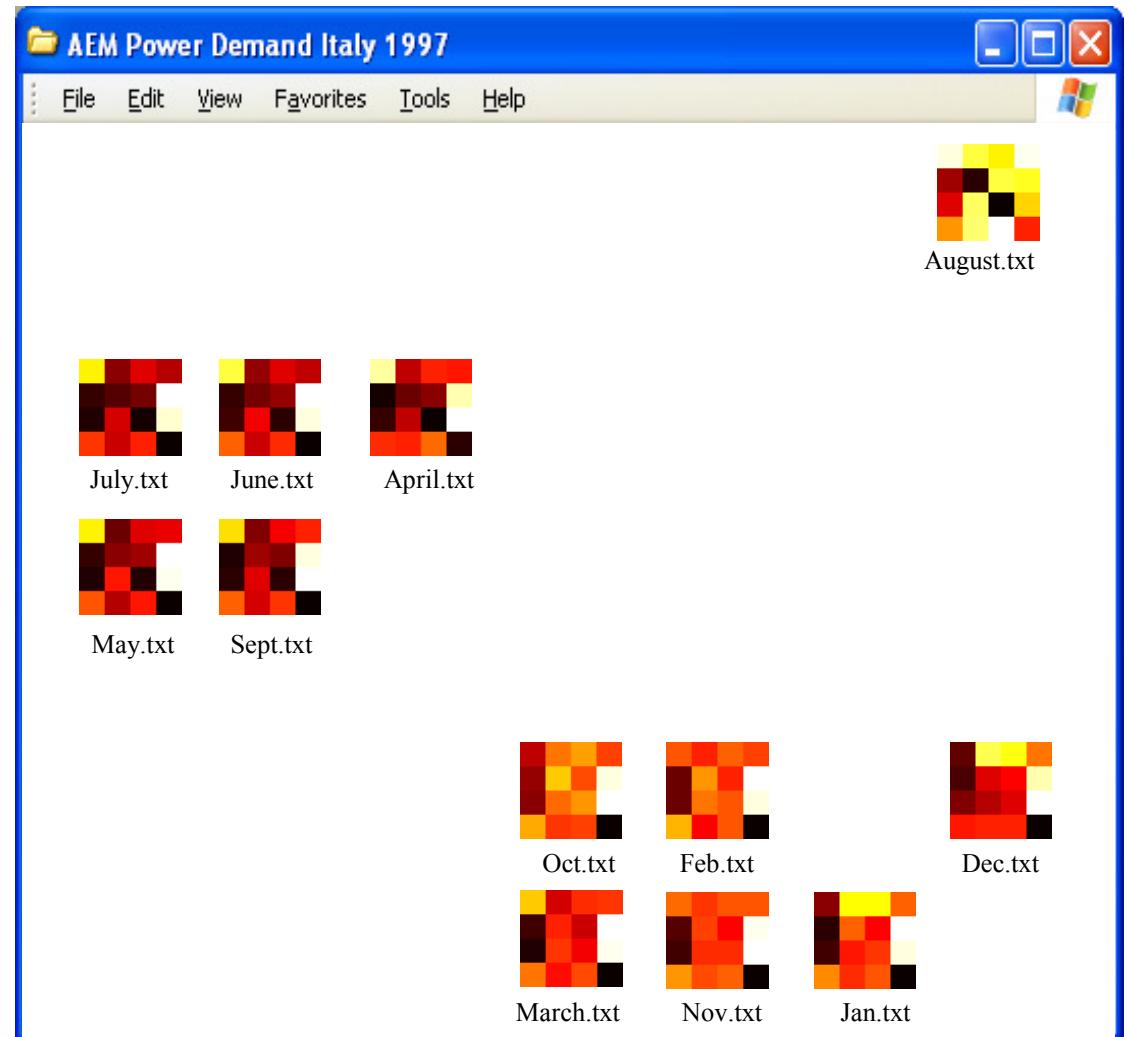 AEM Power Demand Italy 1997
File Edit View Favorites Tools Help
August.txt
July.txt June.txt April.txt
May.txt Sept.txt
Oct.txt Feb.txt Dec.txt
March.txt Nov.txt Jan.txt